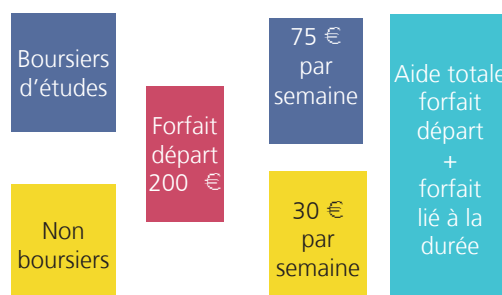 Boursiers
d'études
Non
boursiers
Forfait
départ
200 €
75 €
par
semaine
30 €
par
semaine
Aide totale
forfait
départ
+
forfait
lié à la
durée